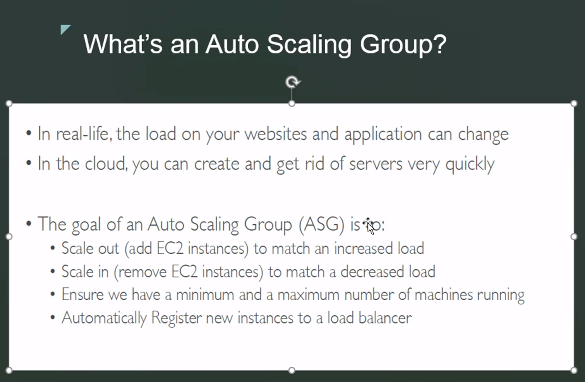 What's an Auto Scaling Group?
• In real-life, the load on your websites and application can change
• In the cloud, you can create and get rid of servers very quickly
• The goal of an Auto Scaling Group (ASG) is to:
• Scale out (add EC2 instances) to match an increased load
• Scale in (remove EC2 instances) to match a decreased load
• Ensure we have a minimum and a maximum number of machines running
• Automatically Register new instances to a load balancer